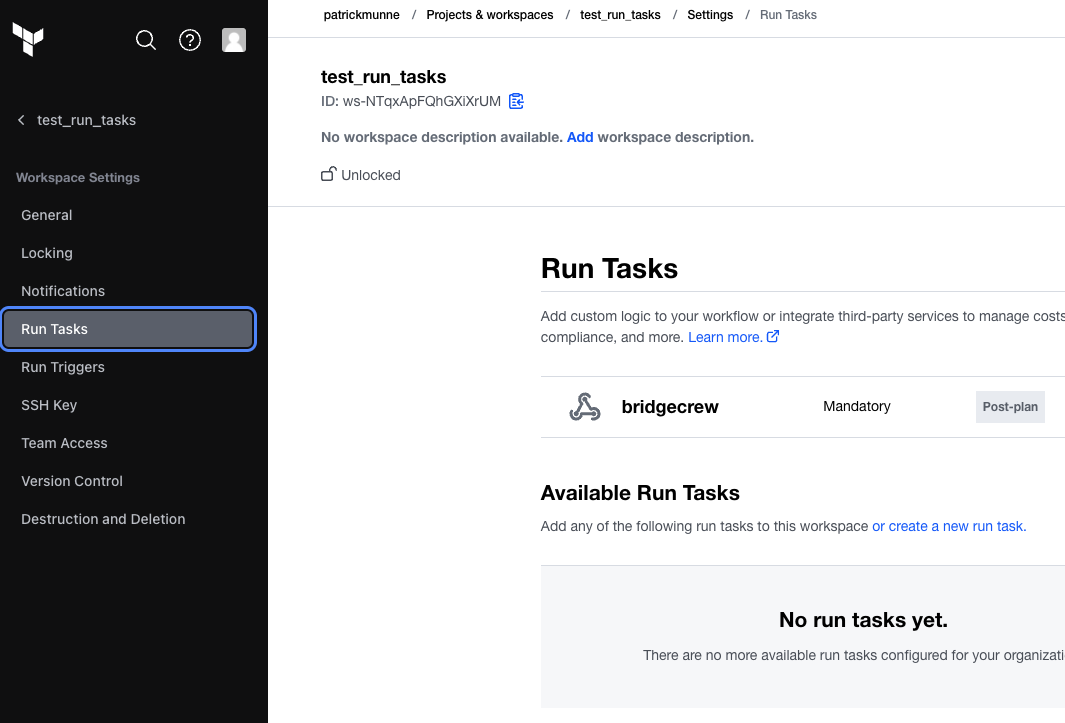 patrickmunne / Projects & workspaces / test_run_tasks / Settings / Run Tasks
test_run_tasks
Workspace Settings
General
Locking
Notifications
Run Tasks
Run Triggers
SSH Key
Team Access
Version Control
Destruction and Deletion
test_run_tasks
ID: ws-NTqxApFQhGXiXrUM
No workspace description available. Add workspace description.
Unlocked
Run Tasks
Add custom logic to your workflow or integrate third-party services to manage costs
compliance, and more. Learn more.
bridgecrew Mandatory Post-plan
Available Run Tasks
Add any of the following run tasks to this workspace or create a new run task.
No run tasks yet.
There are no more available run tasks configured for your organizati